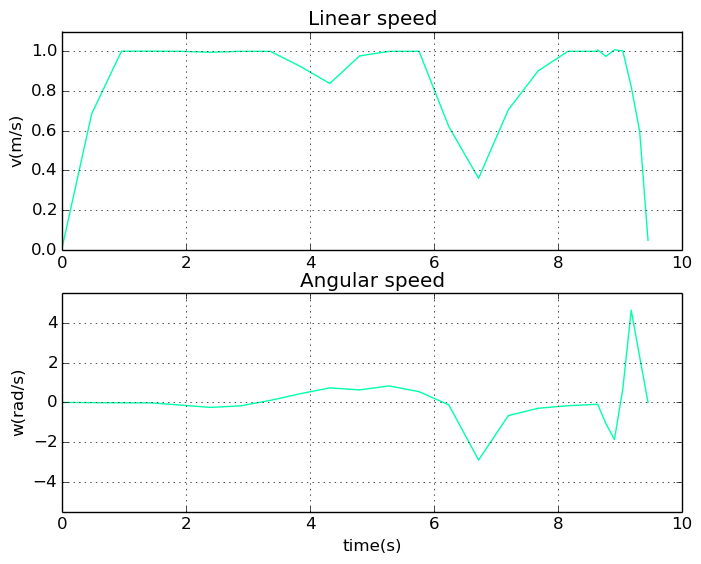 Linear speed
v(m/s)
1.0
0.8
0.6
0.4
0.2
0.0
0 2 4 6 8 10
Angular speed
w(rad/s)
4
2
0
−2
−4
0 2 4 6 8 10
time(s)